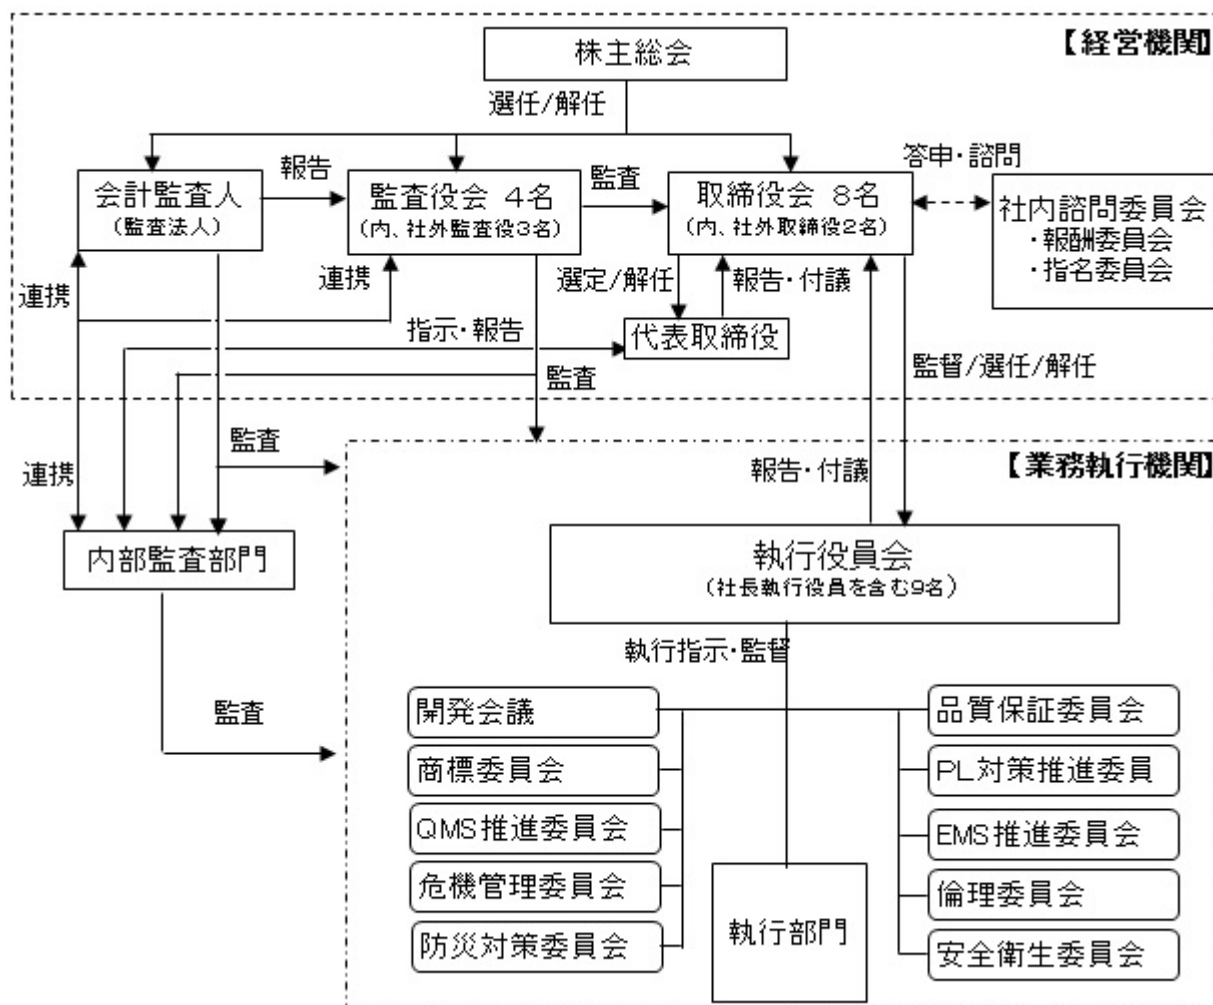 【経営機関】
株主総会
選任/解任
答申・諮問
報告
監査
会計監査人
(監査法人)
監査役会 4名
(内、社外監査役3名)
取締役会 8名
(内、社外取締役2名)
社内諮問委員会
・報酬委員会
・指名委員会
連携
連携
選定/解任
報告・付議
指示・報告
代表取締役
監査
監督/選任/解任
監査
連携
報告・付議
【業務執行機関】
内部監査部門
執行役員会
(社長執行役員を含む9名)
執行指示・監督
監査
開発会議
品質保証委員会
商標委員会
PL対策推進委員
QMS推進委員会
EMS推進委員会
危機管理委員会
倫理委員会
執行部門
防災対策委員会
安全衛生委員会